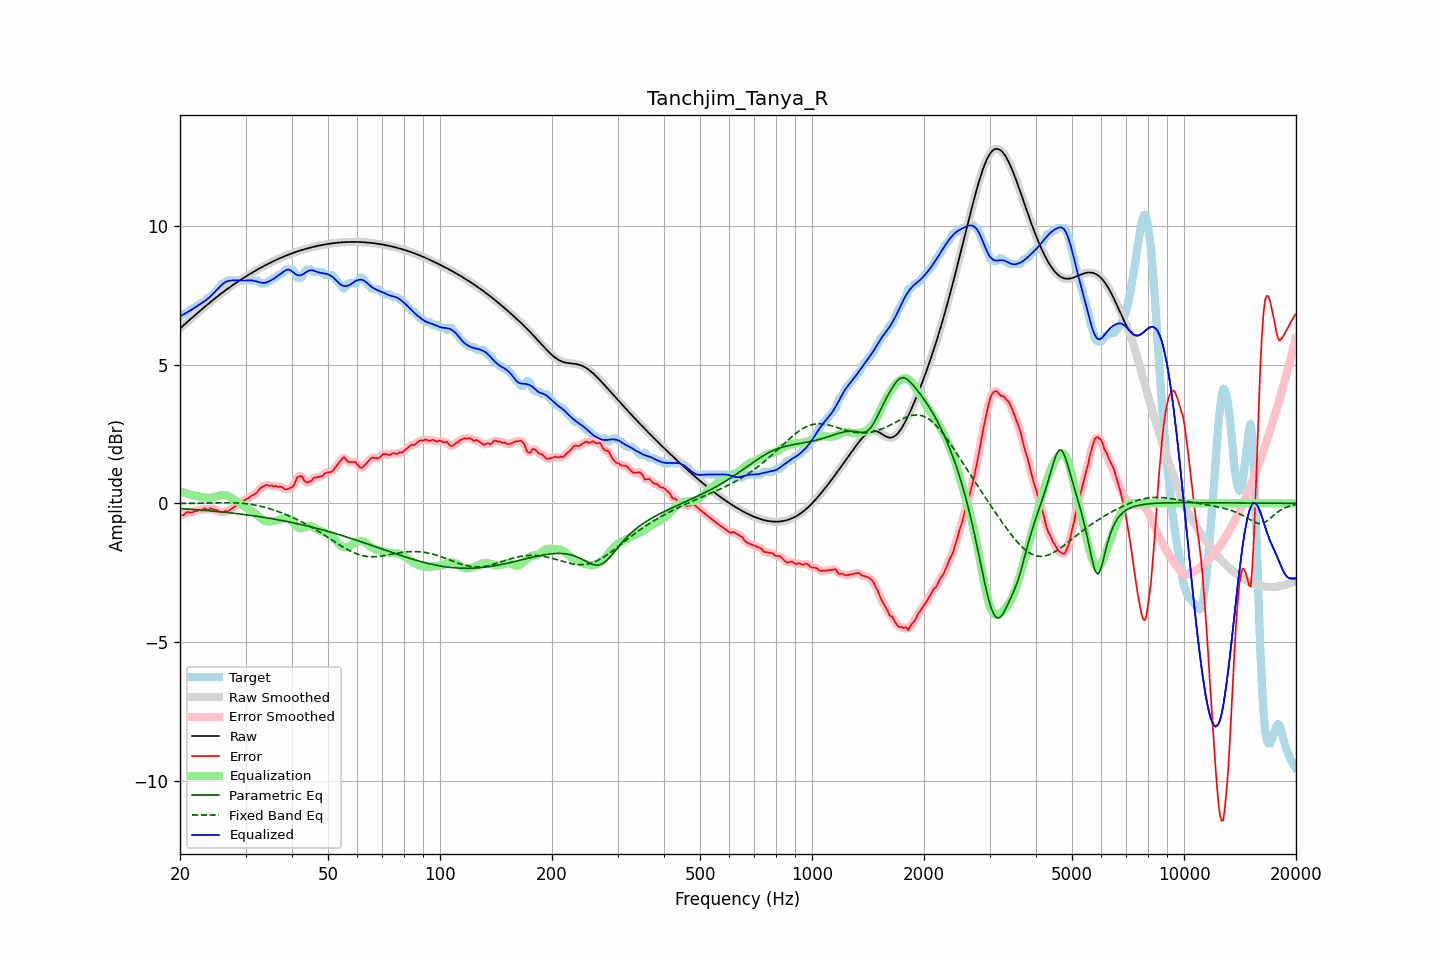 Tanchjim_Tanya_R
Amplitude (dBr)
10
5
0
−5
−10
Target
Raw Smoothed
Error Smoothed
Raw
Error
Equalization
Parametric Eq
Fixed Band Eq
Equalized
20 50 100 200 500 1000 2000 5000 10000 20000
Frequency (Hz)